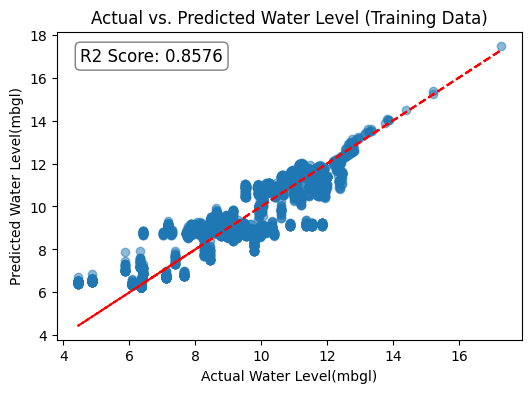 Actual vs. Predicted Water Level (Training Data)
R2 Score: 0.8576
Predicted Water Level(mbgl)
18
16
14
12
10
8
6
4
4 6 8 10 12 14 16
Actual Water Level(mbgl)